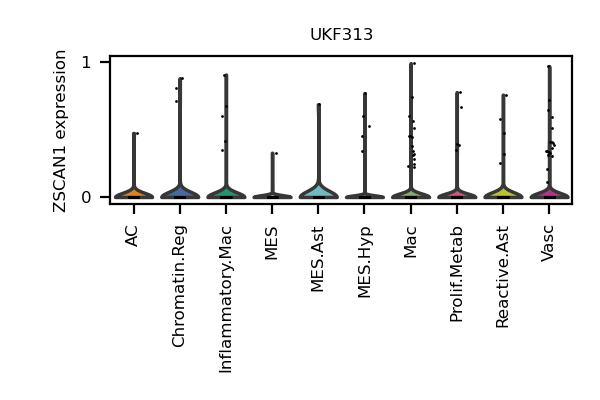 UKF313
ZSCAN1 expression
1
0
AC
Chromatin.Reg
Inflammatory.Mac
MES
MES.Ast
MES.Hyp
Mac
Prolif.Metab
Reactive.Ast
Vasc